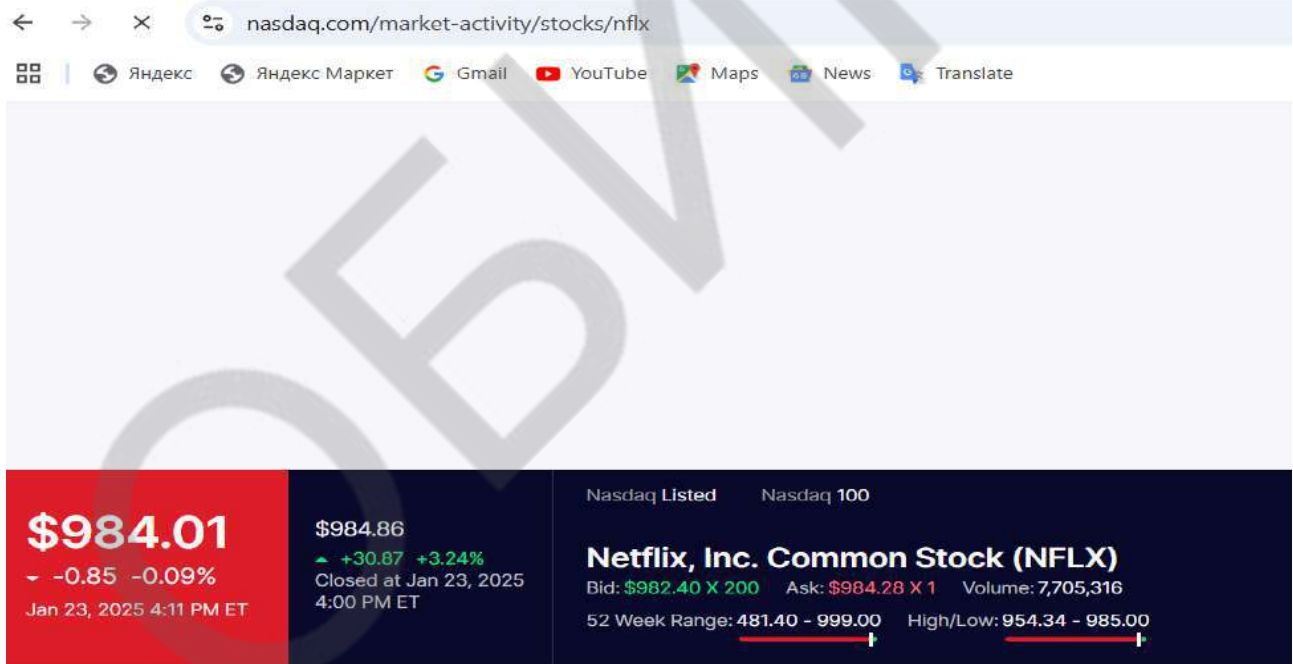 nasdaq.com/market-activity/stocks/nflx
Яндекс Яндекс Маркет Gmail YouTube Maps News Translate
Nasdaq Listed Nasdaq 100
$984.01
-0.85 -0.09%
Jan 23, 2025 4:11 PM ET
$984.86
+30.87 +3.24%
Closed at Jan 23, 2025
4:00 PM ET
Netflix, Inc. Common Stock (NFLX)
Bid: $982.40 X 200 Ask: $984.28 X 1 Volume: 7,705,316
52 Week Range: 481.40 - 999.00 High/Low: 954.34 - 985.00